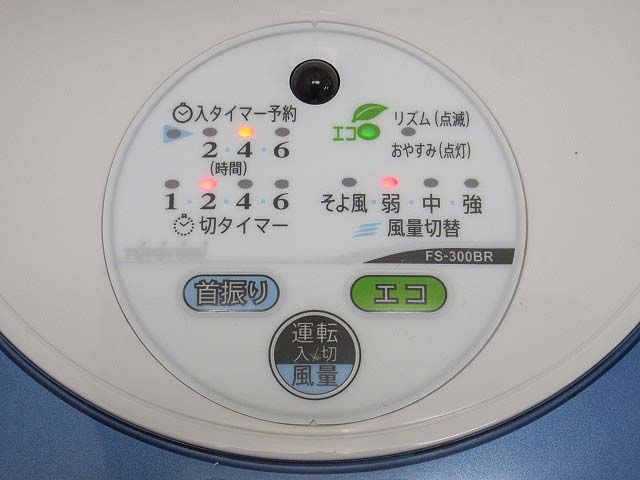 入タイマー予約
2・4・6
(時間)
1・2・4・6
切タイマー
エコ
リズム(点滅)
おやすみ(点灯)
そよ風・弱・中・強
風量切替
FS-300BR
首振り
エコ
運転
入／切
風量